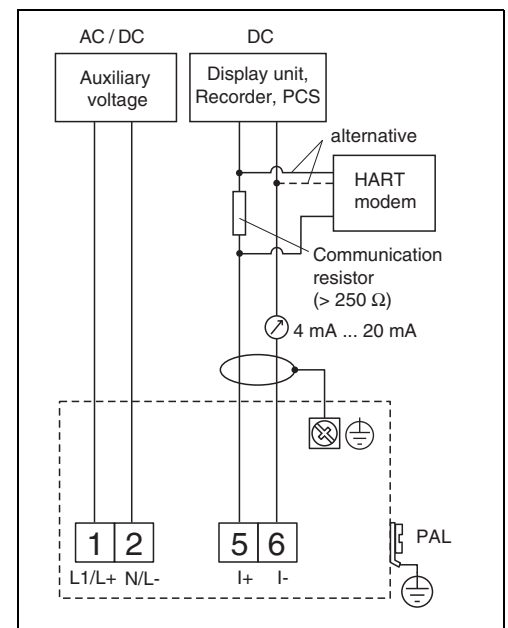 AC / DC
DC
Auxiliary
voltage
Display unit,
Recorder, PCS
alternative
HART
modem
Communication
resistor
(> 250 Ω)
4 mA ... 20 mA
1 2
5 6
PAL
L1/L+ N/L-
I+ I-